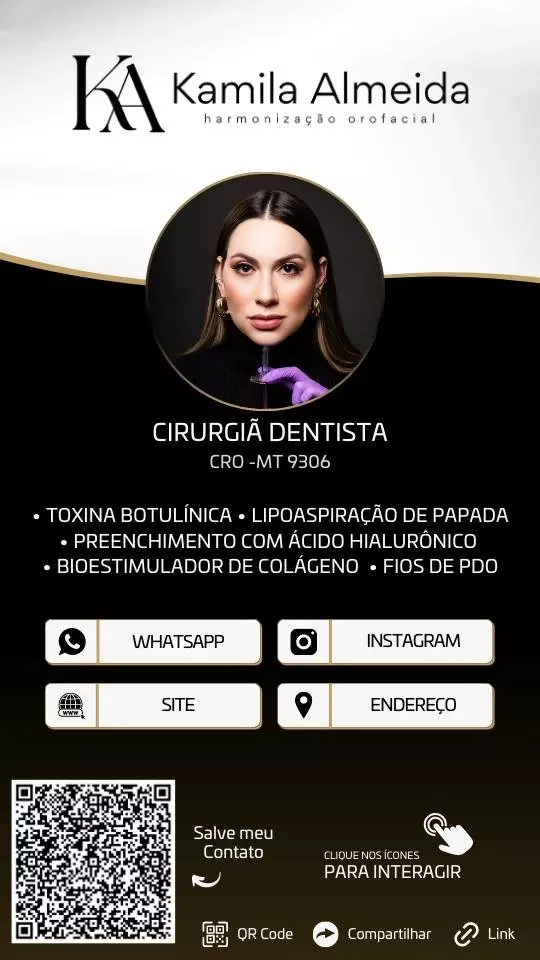 KA Kamila Almeida
harmonização orofacial
CIRURGIÃ DENTISTA
CRO -MT 9306
• TOXINA BOTULÍNICA • LIPOASPIRAÇÃO DE PAPADA
• PREENCHIMENTO COM ÁCIDO HIALURÔNICO
• BIOESTIMULADOR DE COLÁGENO • FIOS DE PDO
WHATSAPP
INSTAGRAM
WWW
SITE
ENDEREÇO
Salve meu
Contato
CLIQUE NOS ÍCONES
PARA INTERAGIR
QR Code
Compartilhar
Link